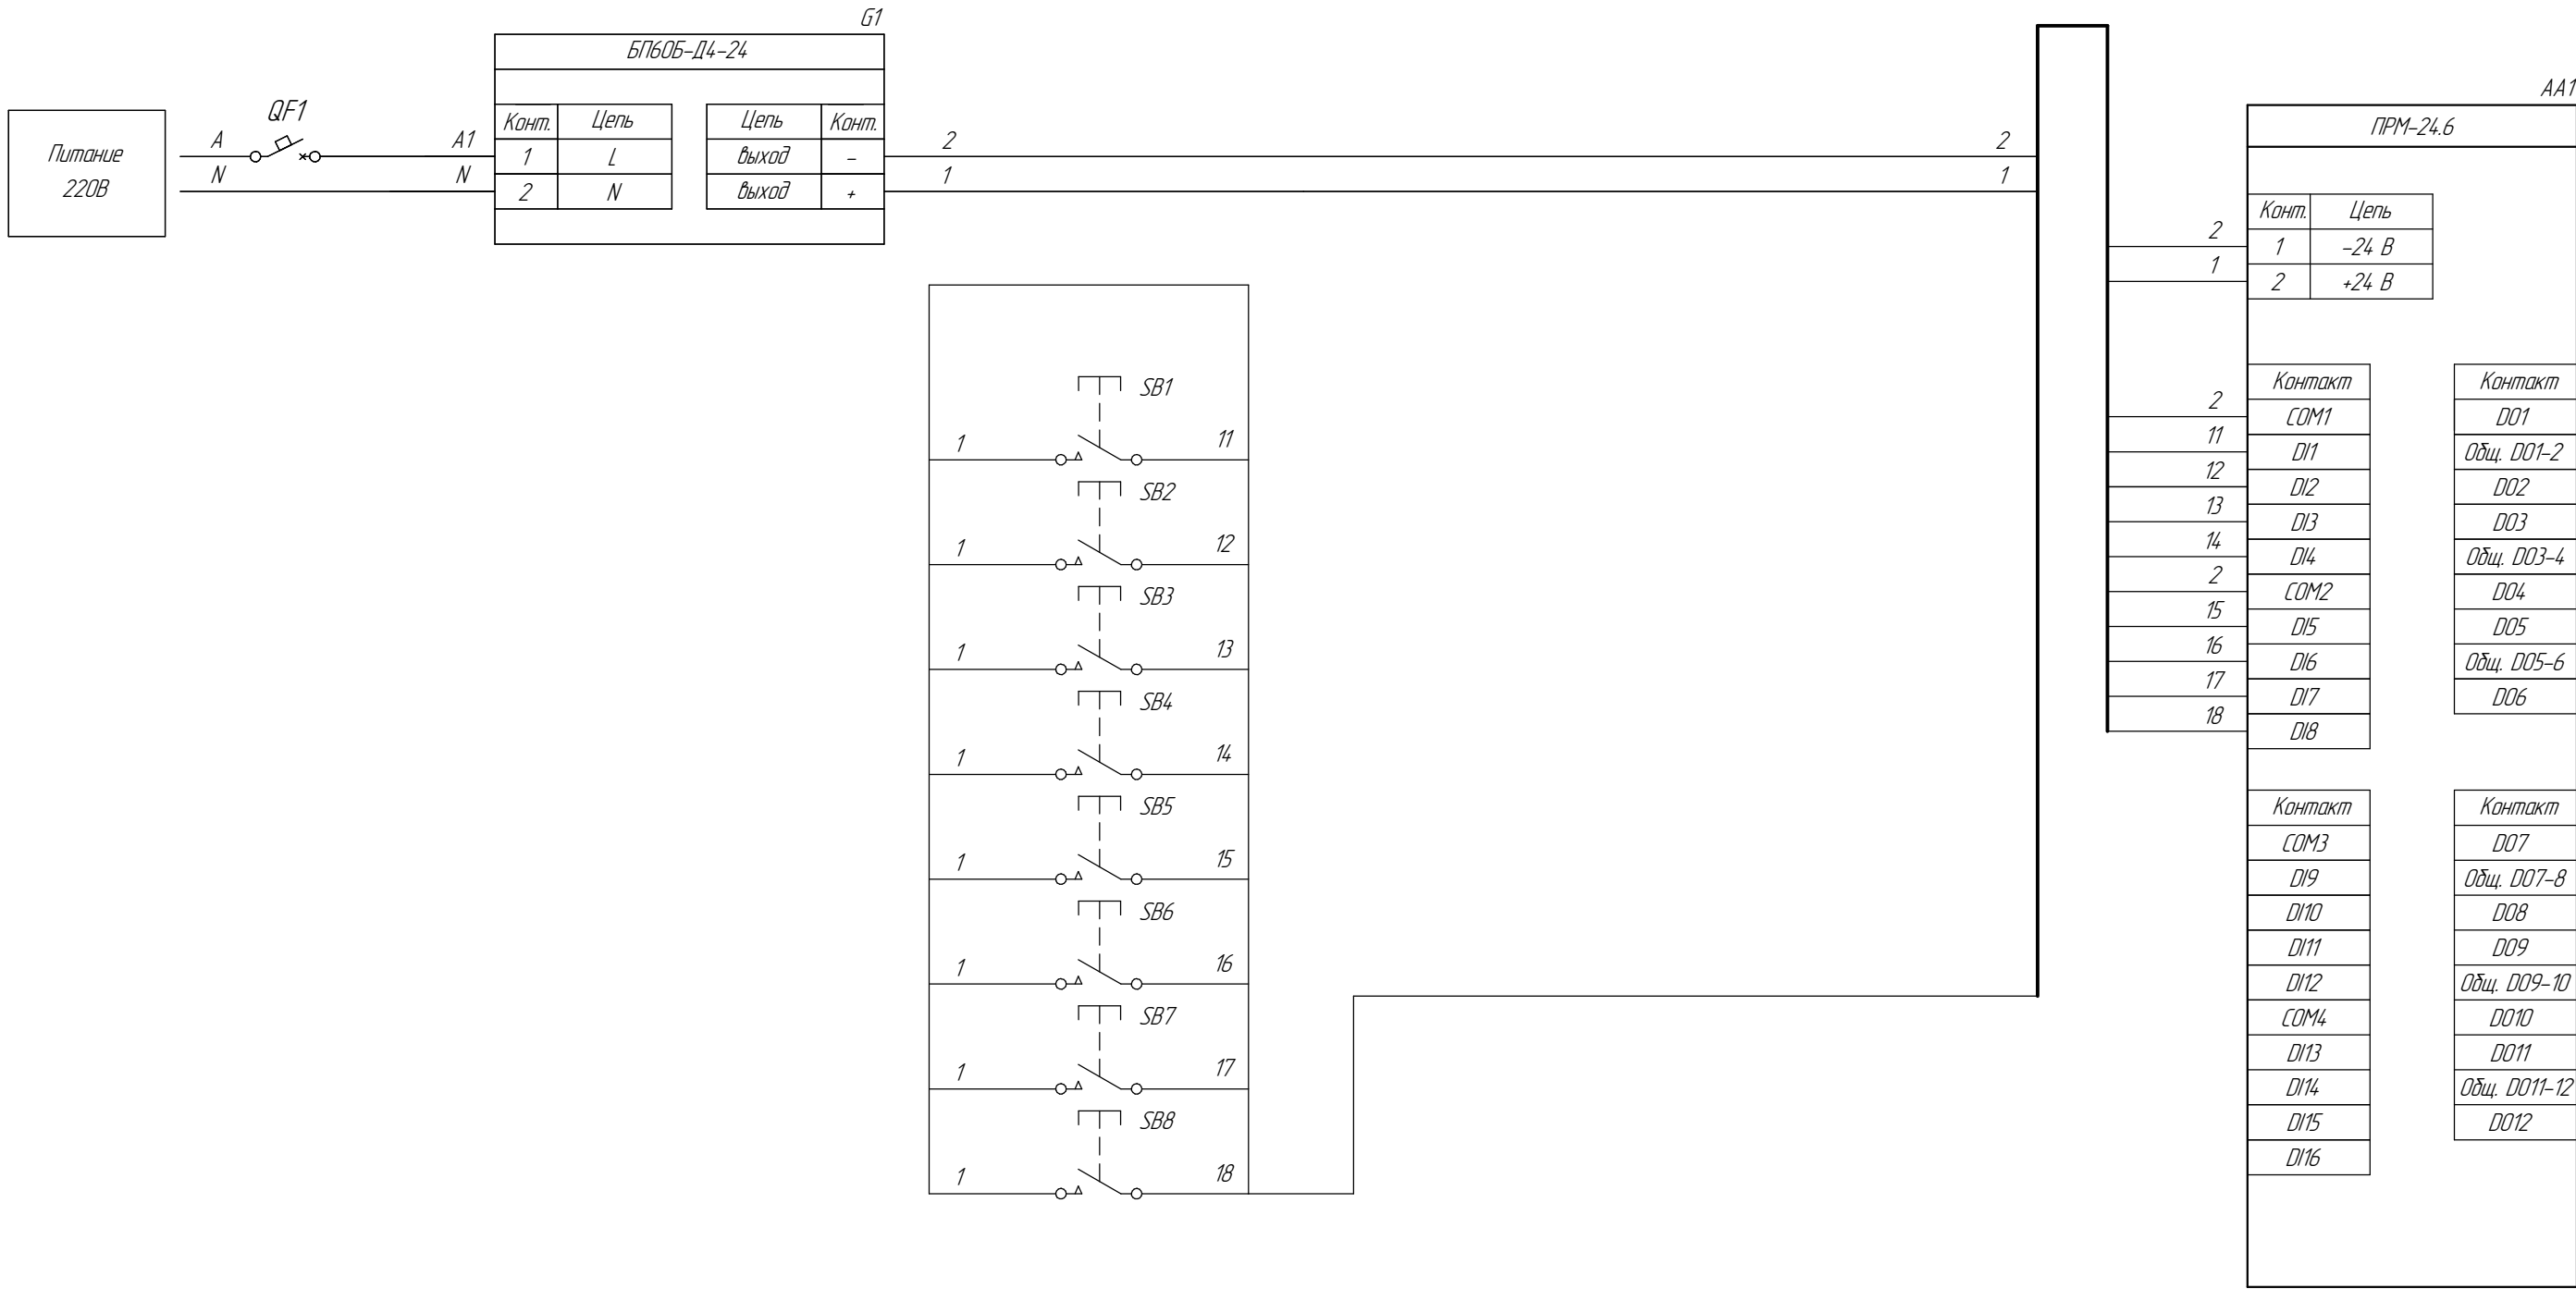 G1
БП60Б-Д4-24
Питание
220В
QF1
A
A1
N
N
Конт.
Цепь
1
L
2
N
Цепь
Конт.
выход
-
выход
+
2
2
1
1
AA1
ПРМ-24.6
Конт.
Цепь
2
1
-24 В
1
2
+24 В
SB1
1
11
SB2
1
12
SB3
1
13
SB4
1
14
SB5
1
15
SB6
1
16
SB7
1
17
SB8
1
18
Контакт
2
COM1
11
DI1
12
DI2
13
DI3
14
DI4
2
COM2
15
DI5
16
DI6
17
DI7
18
DI8
Контакт
DO1
Общ. DO1-2
DO2
DO3
Общ. DO3-4
DO4
DO5
Общ. DO5-6
DO6
Контакт
COM3
DI9
DI10
DI11
DI12
COM4
DI13
DI14
DI15
DI16
Контакт
DO7
Общ. DO7-8
DO8
DO9
Общ. DO9-10
DO10
DO11
Общ. DO11-12
DO12